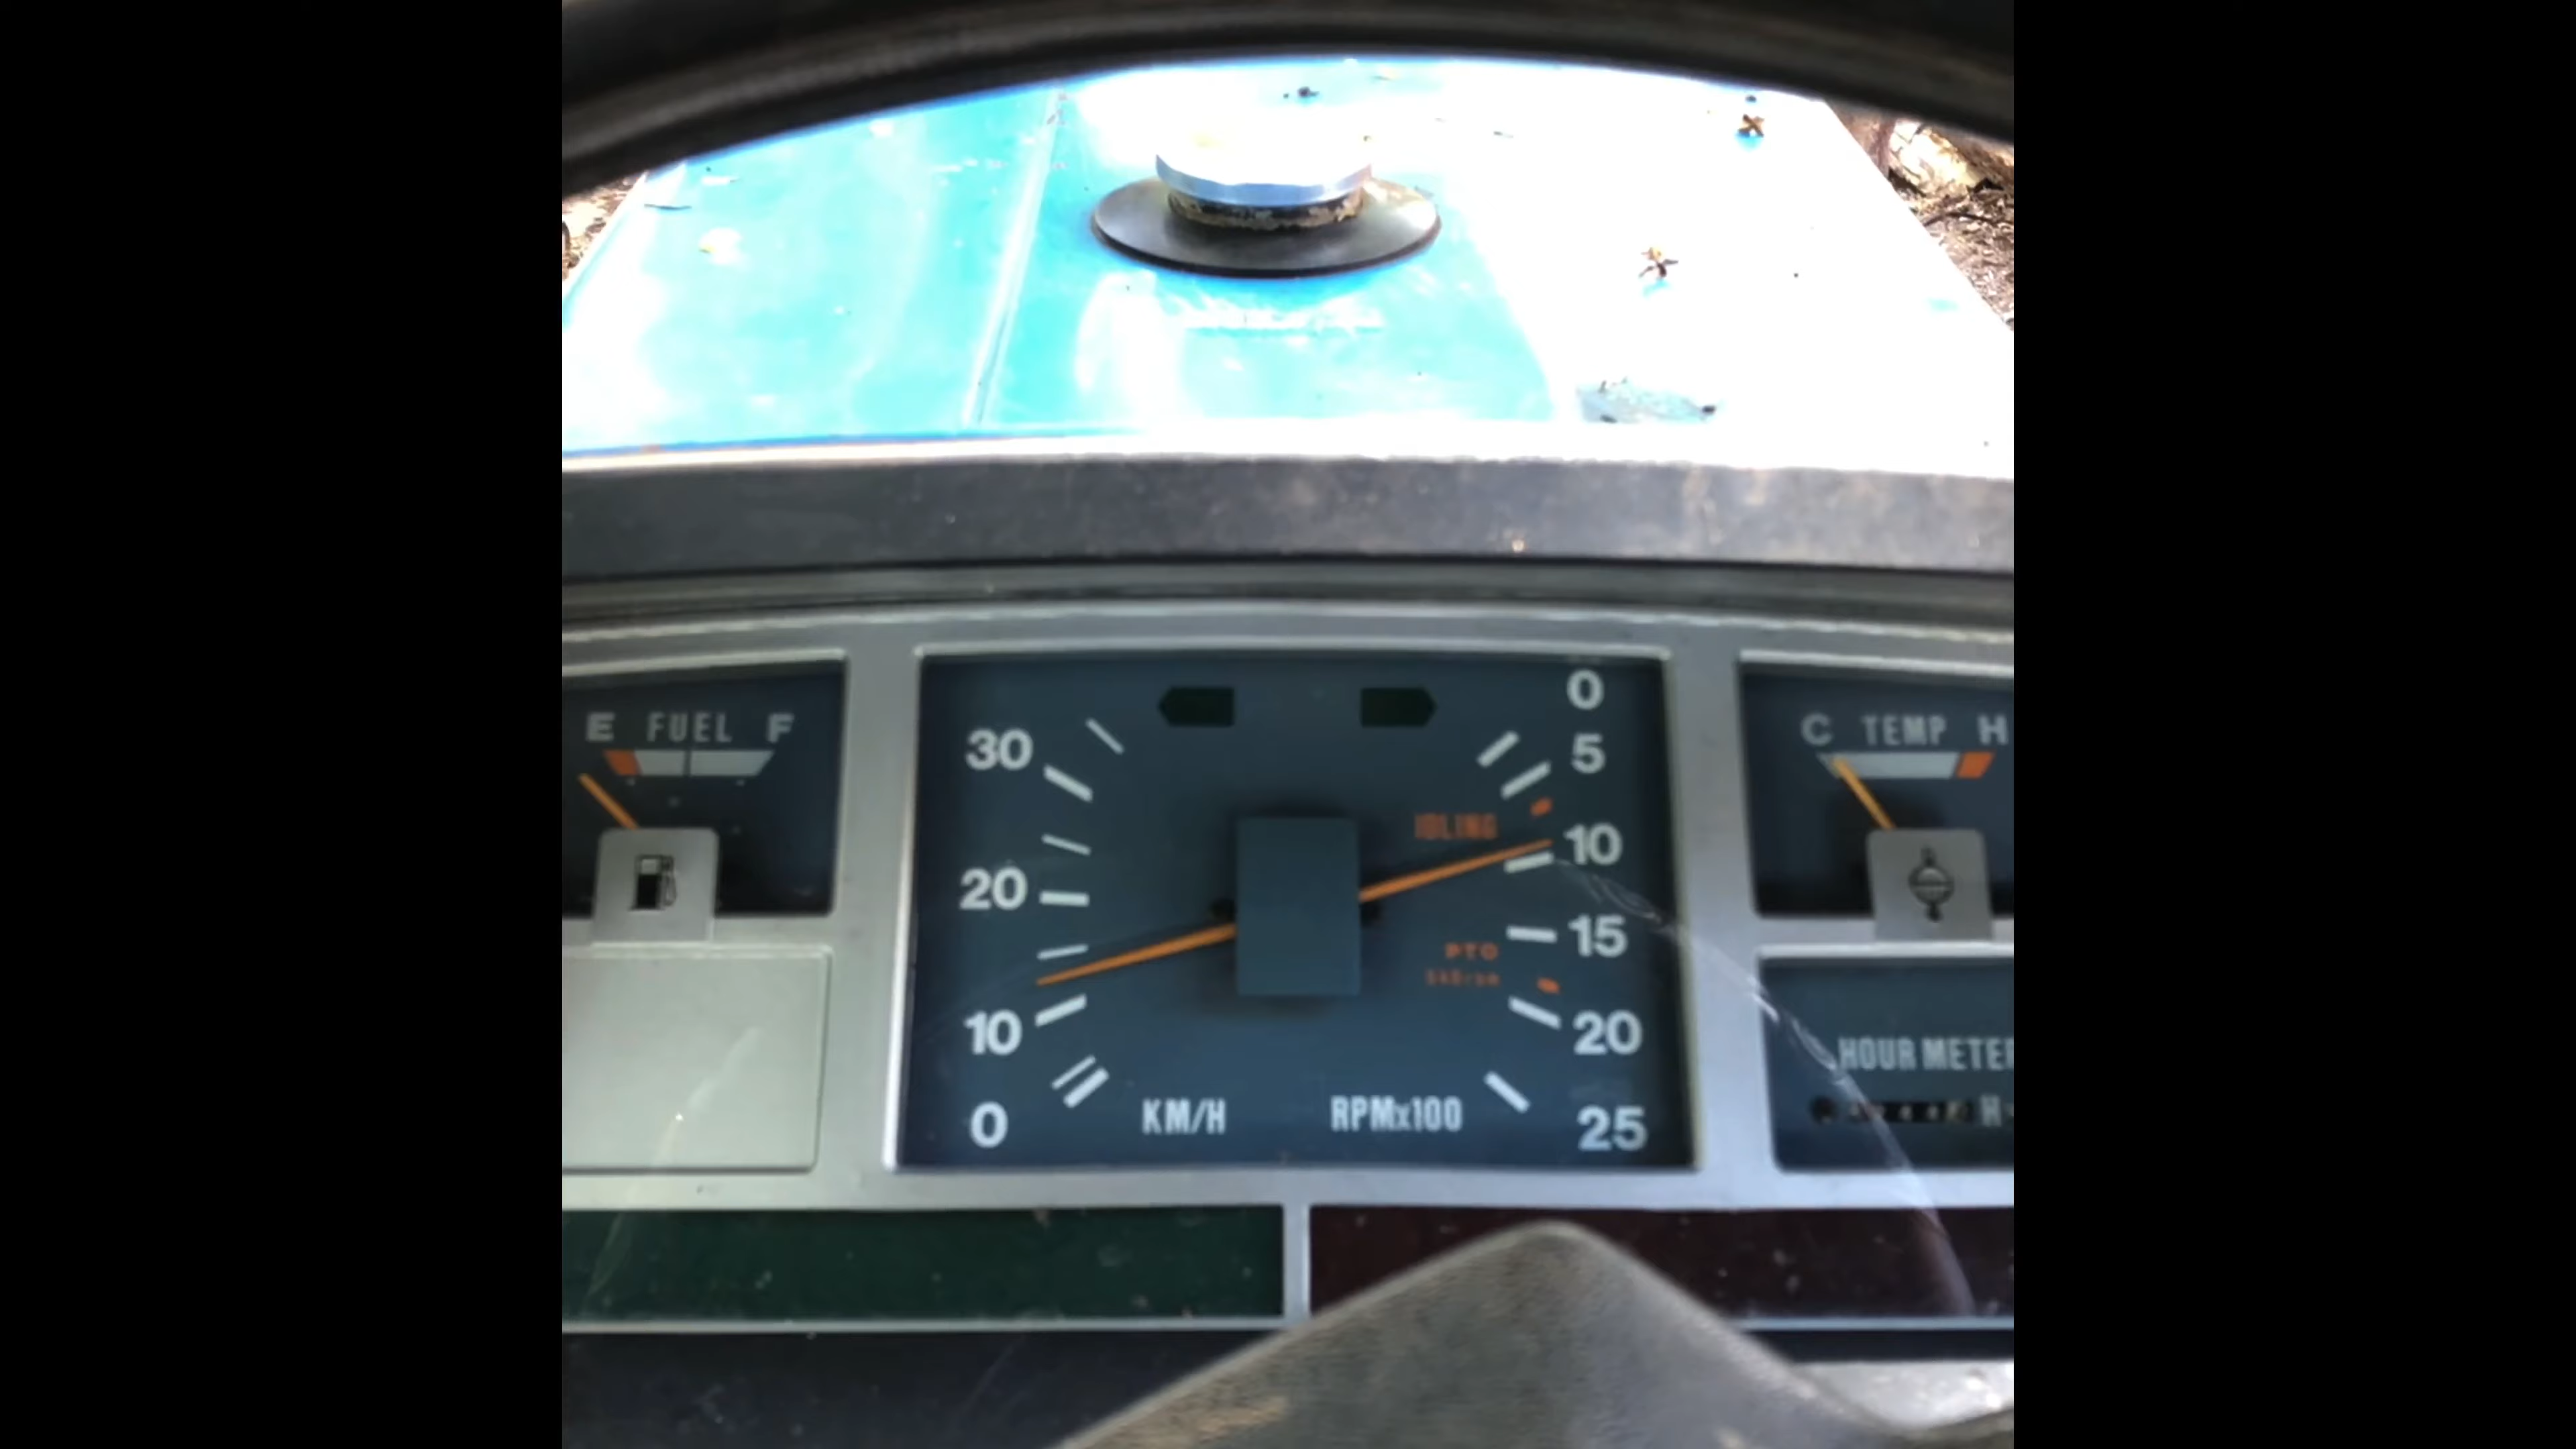 E FUEL F
30
20
10
0
KM/H
0
5
IDLING
10
15
PTO
20
25
RPMx100
C TEMP H
HOUR METER
H